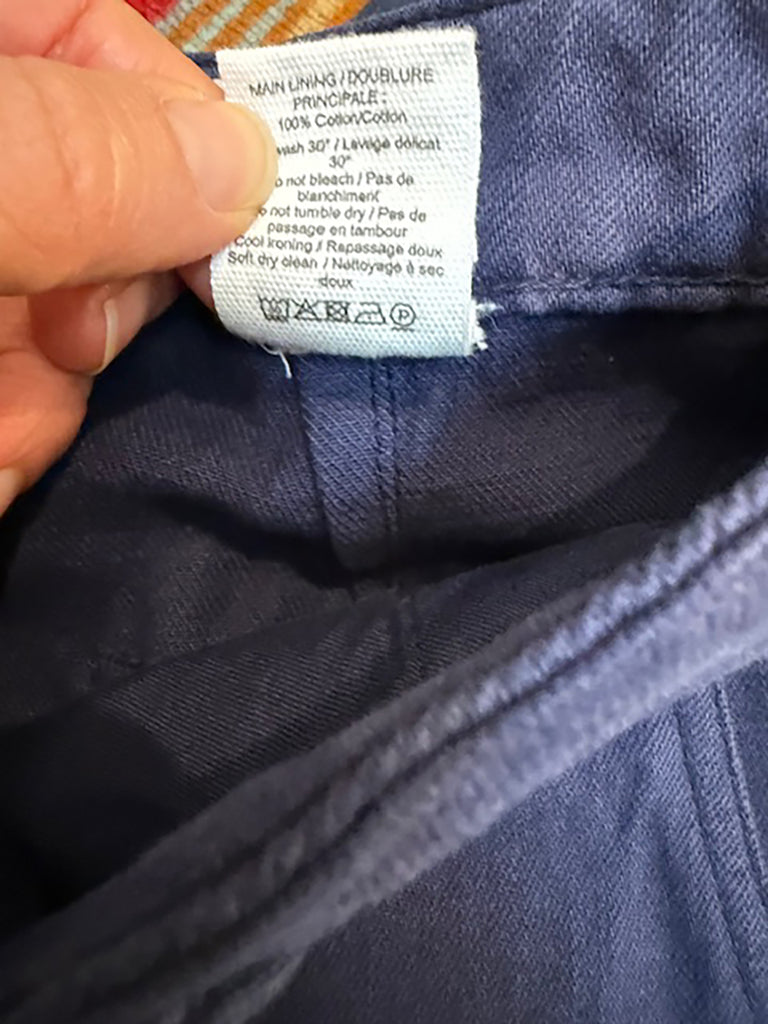 MAIN LINING / DOUBLURE
PRINCIPALE :
100% Cotton/Cotton
wash 30° / Lavage délicat
30°
not bleach / Pas de
blanchiment
not tumble dry / Pas de
passage en tambour
Cool ironing / Repassage doux
Soft dry clean / Nettoyage à sec
doux
P